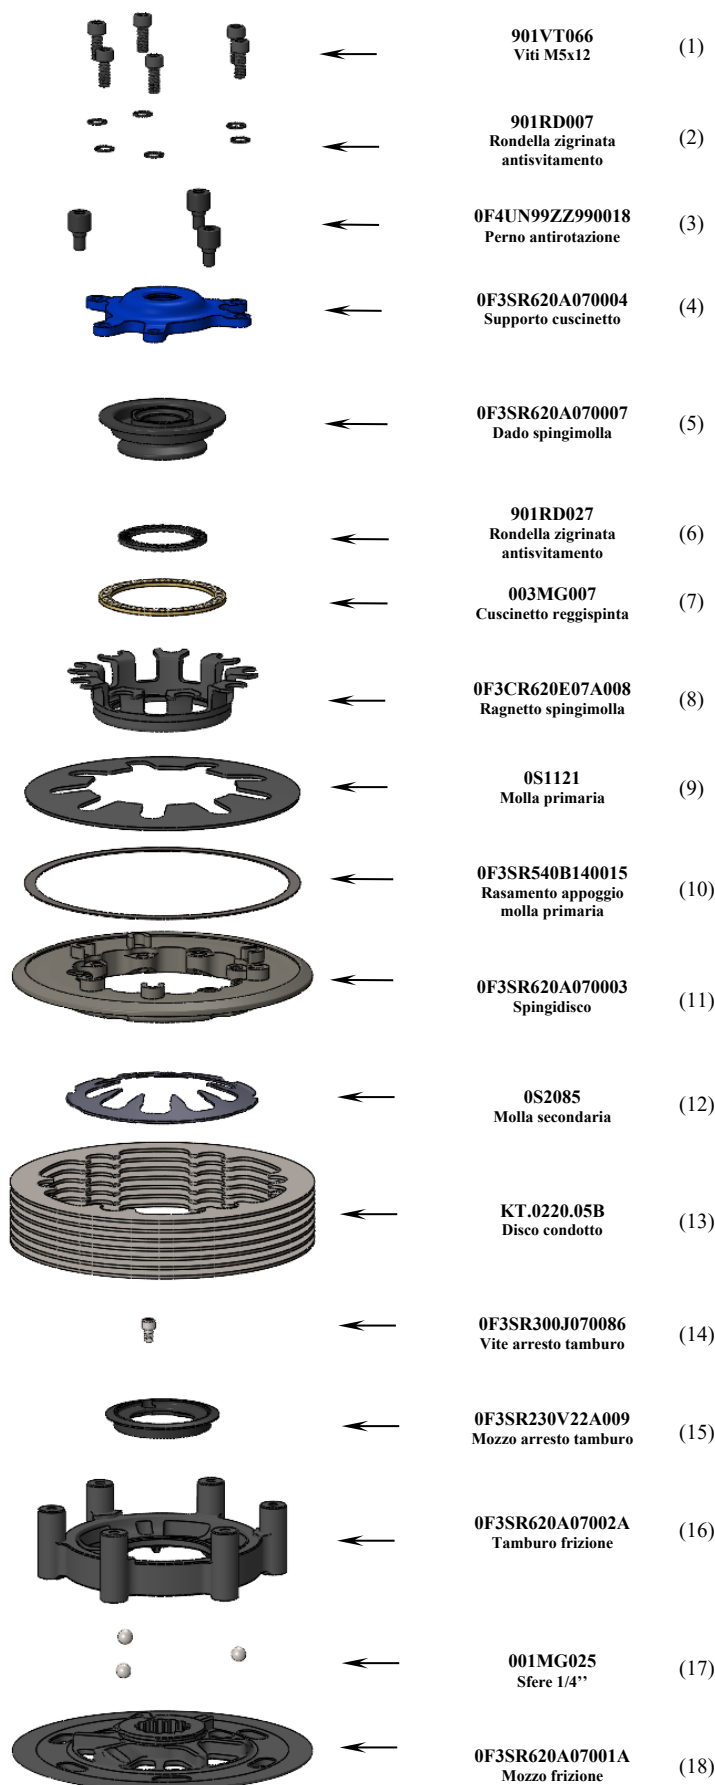 901VT066
Viti M5x12
(1)
901RD007
Rondella zigrinata
antisvitamento
(2)
0F4UN99ZZ990018
Perno antirotazione
(3)
0F3SR620A070004
Supporto cuscinetto
(4)
0F3SR620A070007
Dado spingimolla
(5)
901RD027
Rondella zigrinata
antisvitamento
(6)
003MG007
Cuscinetto reggispinta
(7)
0F3CR620E07A008
Ragnetto spingimolla
(8)
0S1121
Molla primaria
(9)
0F3SR540B140015
Rasamento appoggio
molla primaria
(10)
0F3SR620A070003
Spingidisco
(11)
0S2085
Molla secondaria
(12)
KT.0220.05B
Disco condotto
(13)
0F3SR300J070086
Vite arresto tamburo
(14)
0F3SR230V22A009
Mozzo arresto tamburo
(15)
0F3SR620A07002A
Tamburo frizione
(16)
001MG025
Sfere 1/4’’
(17)
0F3SR620A07001A
Mozzo frizione
(18)